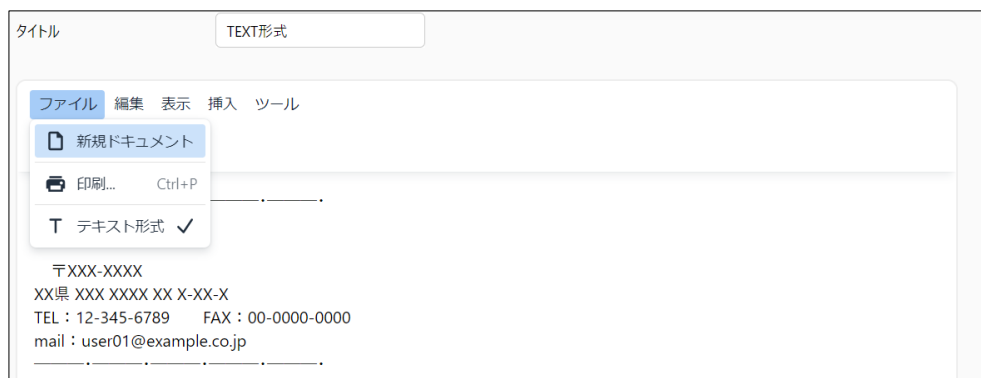 タイトル TEXT形式
ファイル 編集 表示 挿入 ツール
新規ドキュメント
印刷... Ctrl+P
テキスト形式
〒XXX-XXXX
XX県 XXX XXXX XX X-XX-X
TEL：12-345-6789　　FAX：00-0000-0000
mail：user01@example.co.jp
―――・―――・―――・―――・―――・